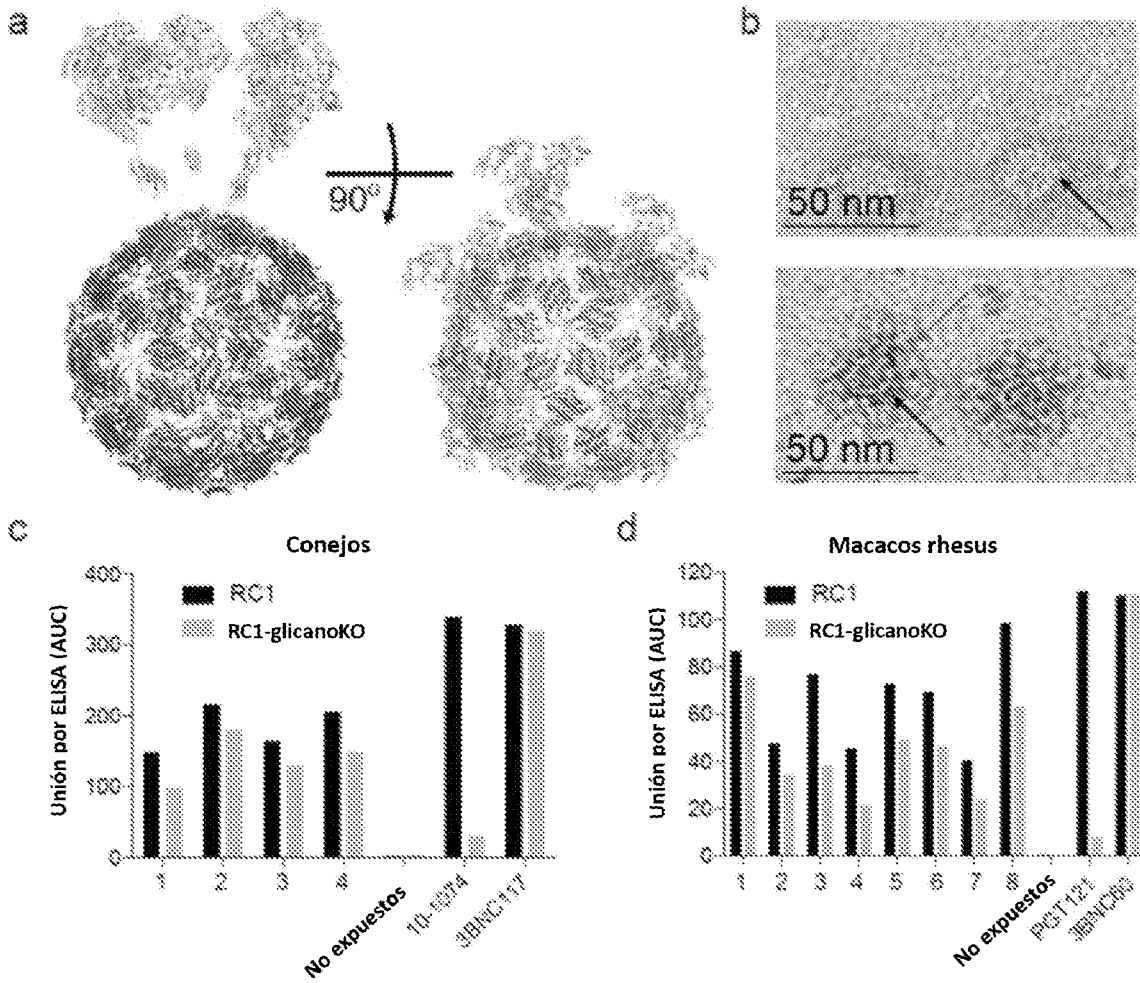 a
90°
b
50 nm
50 nm
c
Conejos
Unión por ELISA (AUC)
400
300
200
100
0
RC1
RC1-glicanoKO
1
2
3
4
No expuestos
10-1074
3BNC117
d
Macacos rhesus
Unión por ELISA (AUC)
120
100
80
60
40
20
0
RC1
RC1-glicanoKO
1
2
3
4
5
6
7
8
No expuestos
PGT121
3BNC60